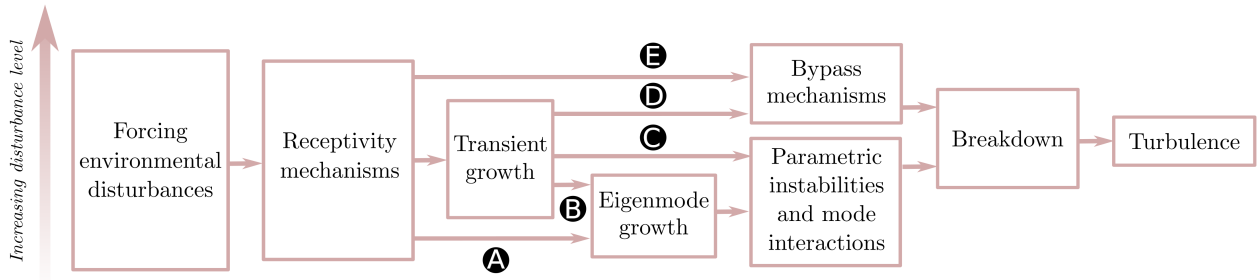 Increasing disturbance level
Forcing
environmental
disturbances
Receptivity
mechanisms
Transient
growth
Eigenmode
growth
A
B
C
D
E
Bypass
mechanisms
Parametric
instabilities
and mode
interactions
Breakdown
Turbulence